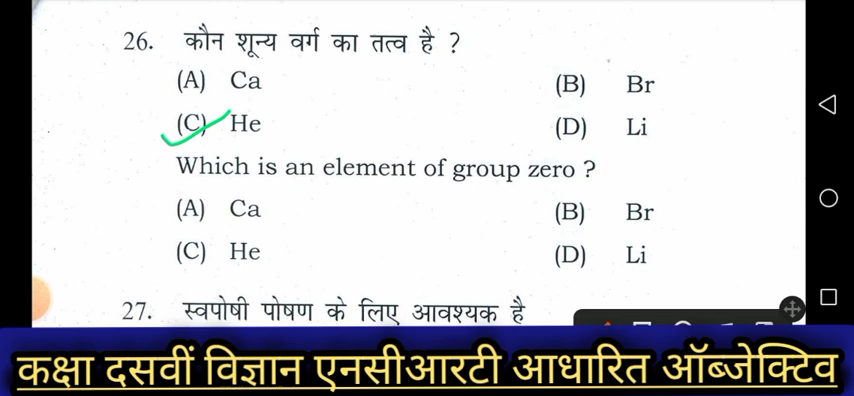 26. कौन शून्य वर्ग का तत्व है ?
(A) Ca (B) Br
(C) He (D) Li
Which is an element of group zero ?
(A) Ca (B) Br
(C) He (D) Li
27. स्वपोषी पोषण के लिए आवश्यक है
कक्षा दसवीं विज्ञान एनसीआरटी आधारित ऑब्जेक्टिव